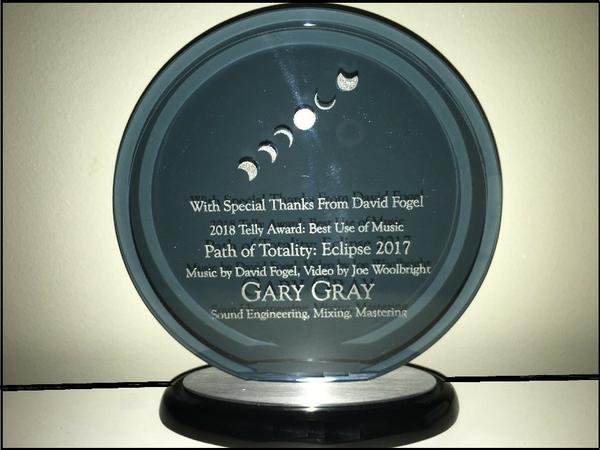 With Special Thanks From David Fogel
2018 Telly Award: Best Use of Music
Path of Totality: Eclipse 2017
Music by David Fogel, Video by Joe Woolbright
GARY GRAY
Sound Engineering, Mixing, Mastering